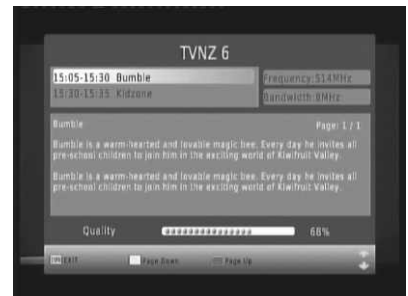 TVNZ 6
15:05-15:30 Bumble
Frequency:514MHz
15:30-15:35 Kidzone
Bandwidth:8MHz
Bumble
Page: 1 / 1
Bumble is a warm-hearted and lovable magic bee. Every day he invites all
pre-school children to join him in the exciting world of Kiwifruit Valley.
Bumble is a warm-hearted and lovable magic bee. Every day he invites all
pre-school children to join him in the exciting world of Kiwifruit Valley.
Quality
68%
EXIT
Page Down
Page Up